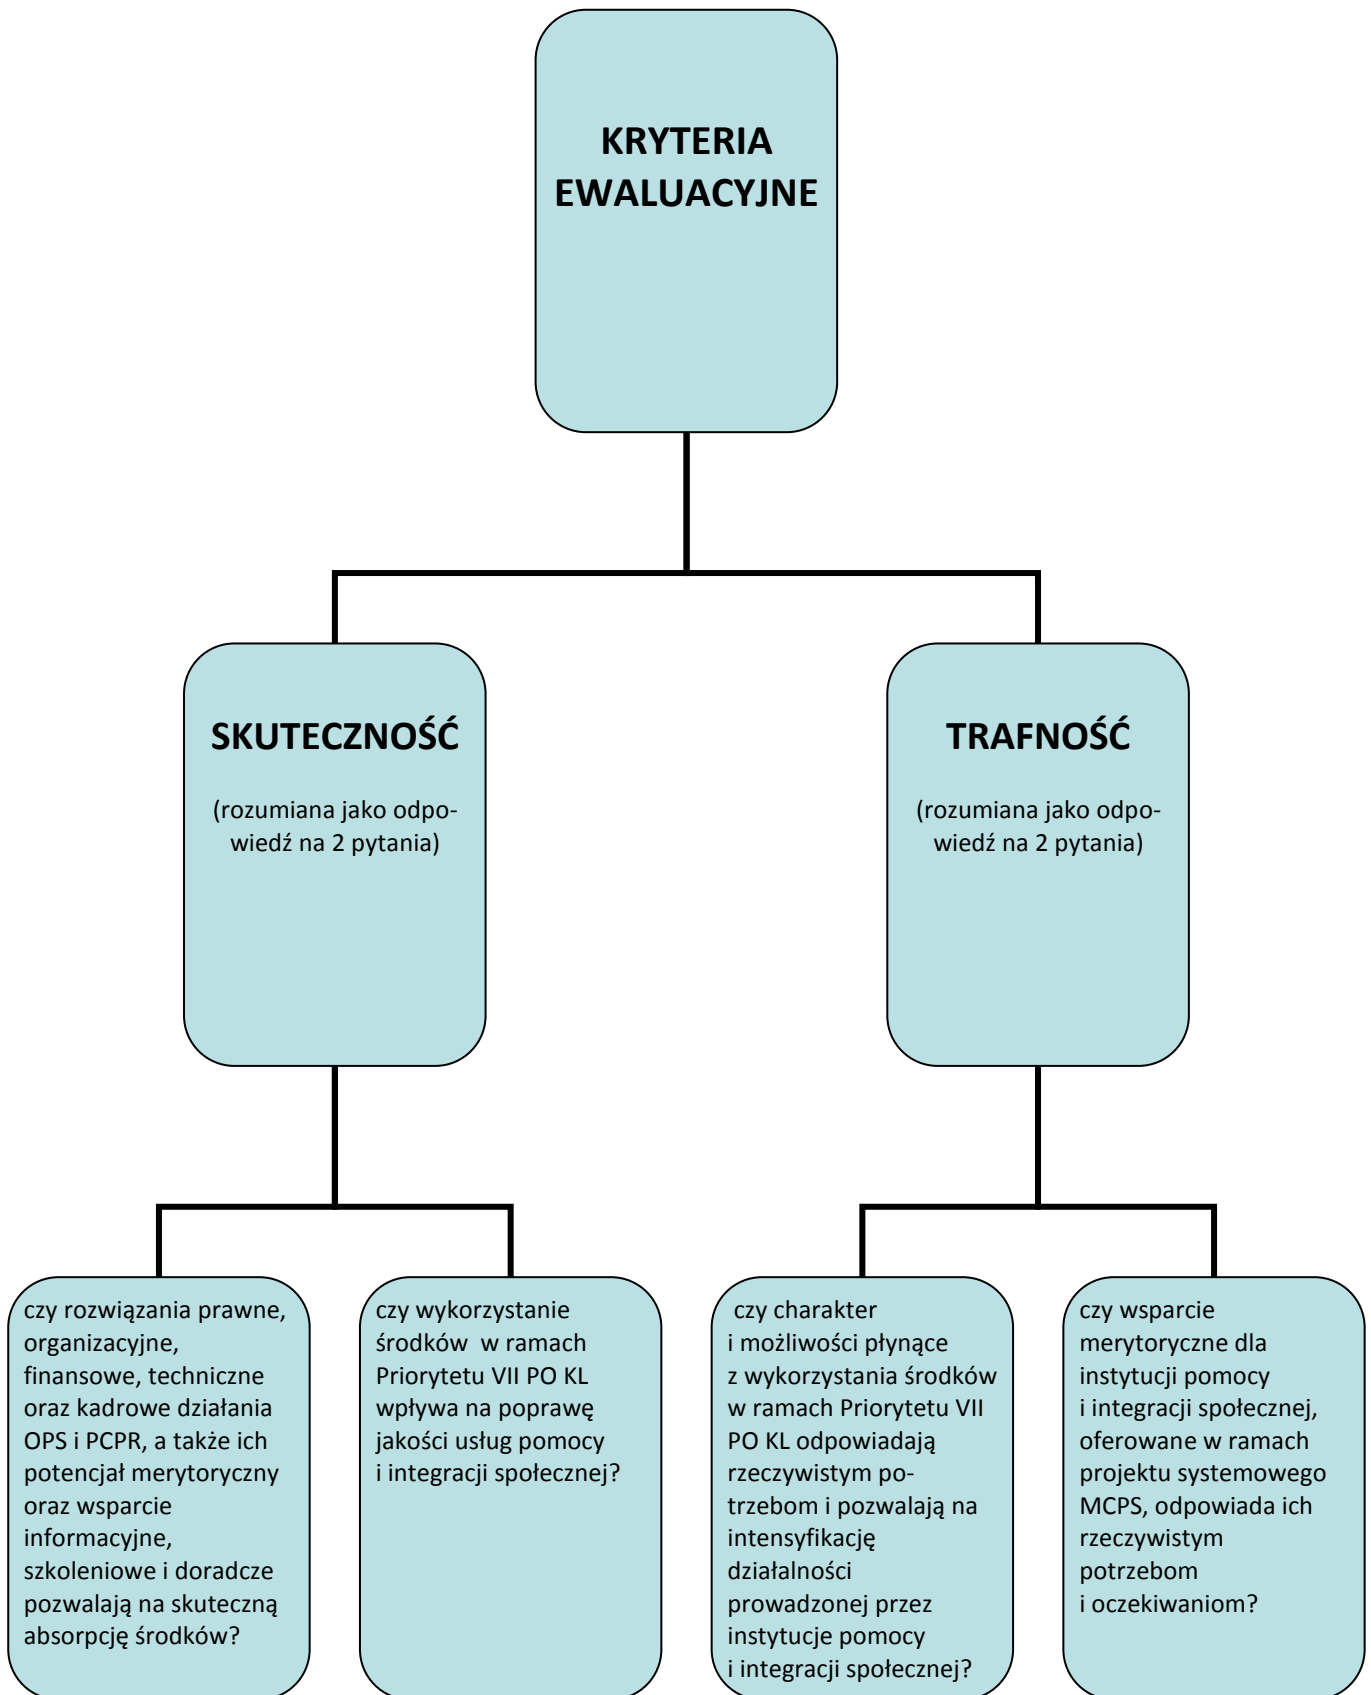 KRYTERIA
EWALUACYJNE
SKUTECZNOŚĆ
(rozumiana jako odpo-
wiedź na 2 pytania)
TRAFNOŚĆ
(rozumiana jako odpo-
wiedź na 2 pytania)
czy rozwiązania prawne,
organizacyjne,
finansowe, techniczne
oraz kadrowe działania
OPS i PCPR, a także ich
potencjał merytoryczny
oraz wsparcie
informacyjne,
szkoleniowe i doradcze
pozwalają na skuteczną
absorpcję środków?
czy wykorzystanie
środków w ramach
Priorytetu VII PO KL
wpływa na poprawę
jakości usług pomocy
i integracji społecznej?
czy charakter
i możliwości płynące
z wykorzystania środków
w ramach Priorytetu VII
PO KL odpowiadają
rzeczywistym po-
trzebom i pozwalają na
intensyfikację
działalności
prowadzonej przez
instytucje pomocy
i integracji społecznej?
czy wsparcie
merytoryczne dla
instytucji pomocy
i integracji społecznej,
oferowane w ramach
projektu systemowego
MCPS, odpowiada ich
rzeczywistym
potrzebom
i oczekiwaniom?